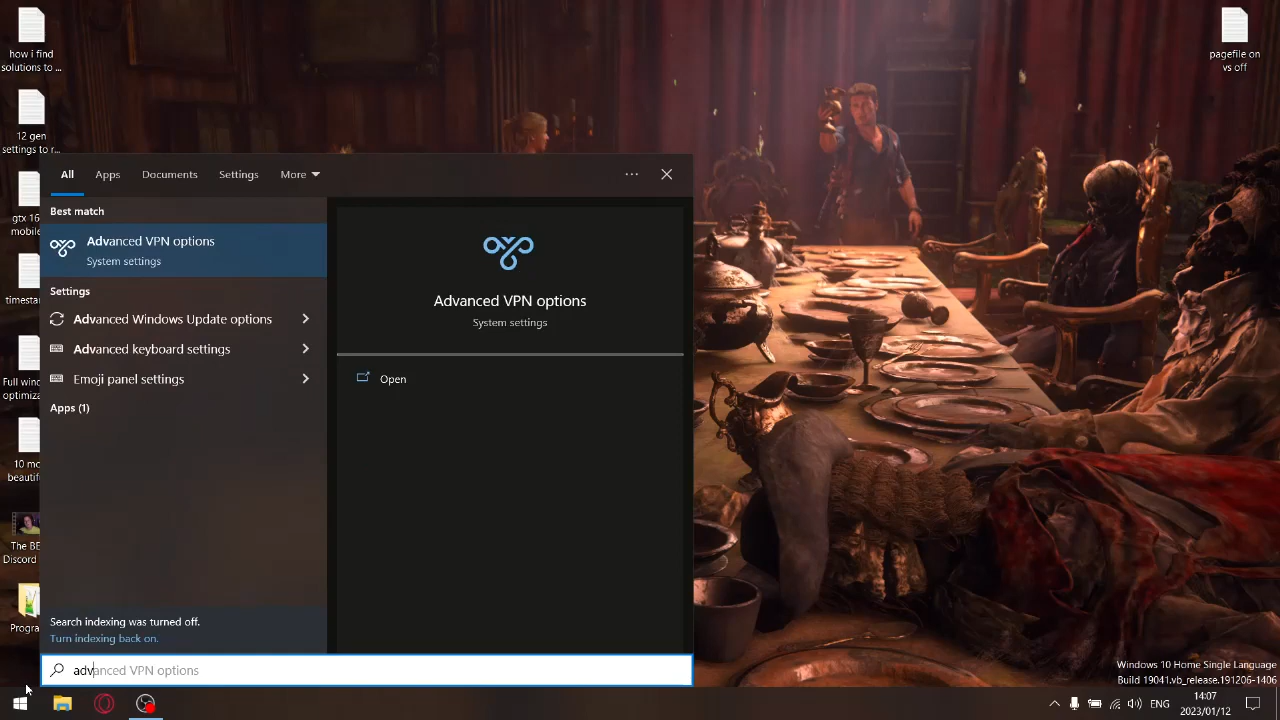 how i find
solutions to ...
pagefile on
vs off
12 gen
settings to r...
gtx 16
mobile
timestar
Full wind
optimiza
10 mo
beautif
The BE
Discord
Progra
All
Apps
Documents
Settings
More
Best match
Advanced VPN options
System settings
Settings
Advanced Windows Update options
Advanced keyboard settings
Emoji panel settings
Apps (1)
Advanced VPN options
System settings
Open
Search indexing was turned off.
Turn indexing back on.
advanced VPN options
Windows 10 Home Single Language
Build 19041.vb_release.191206-1406
ENG
14:07
2023/01/12